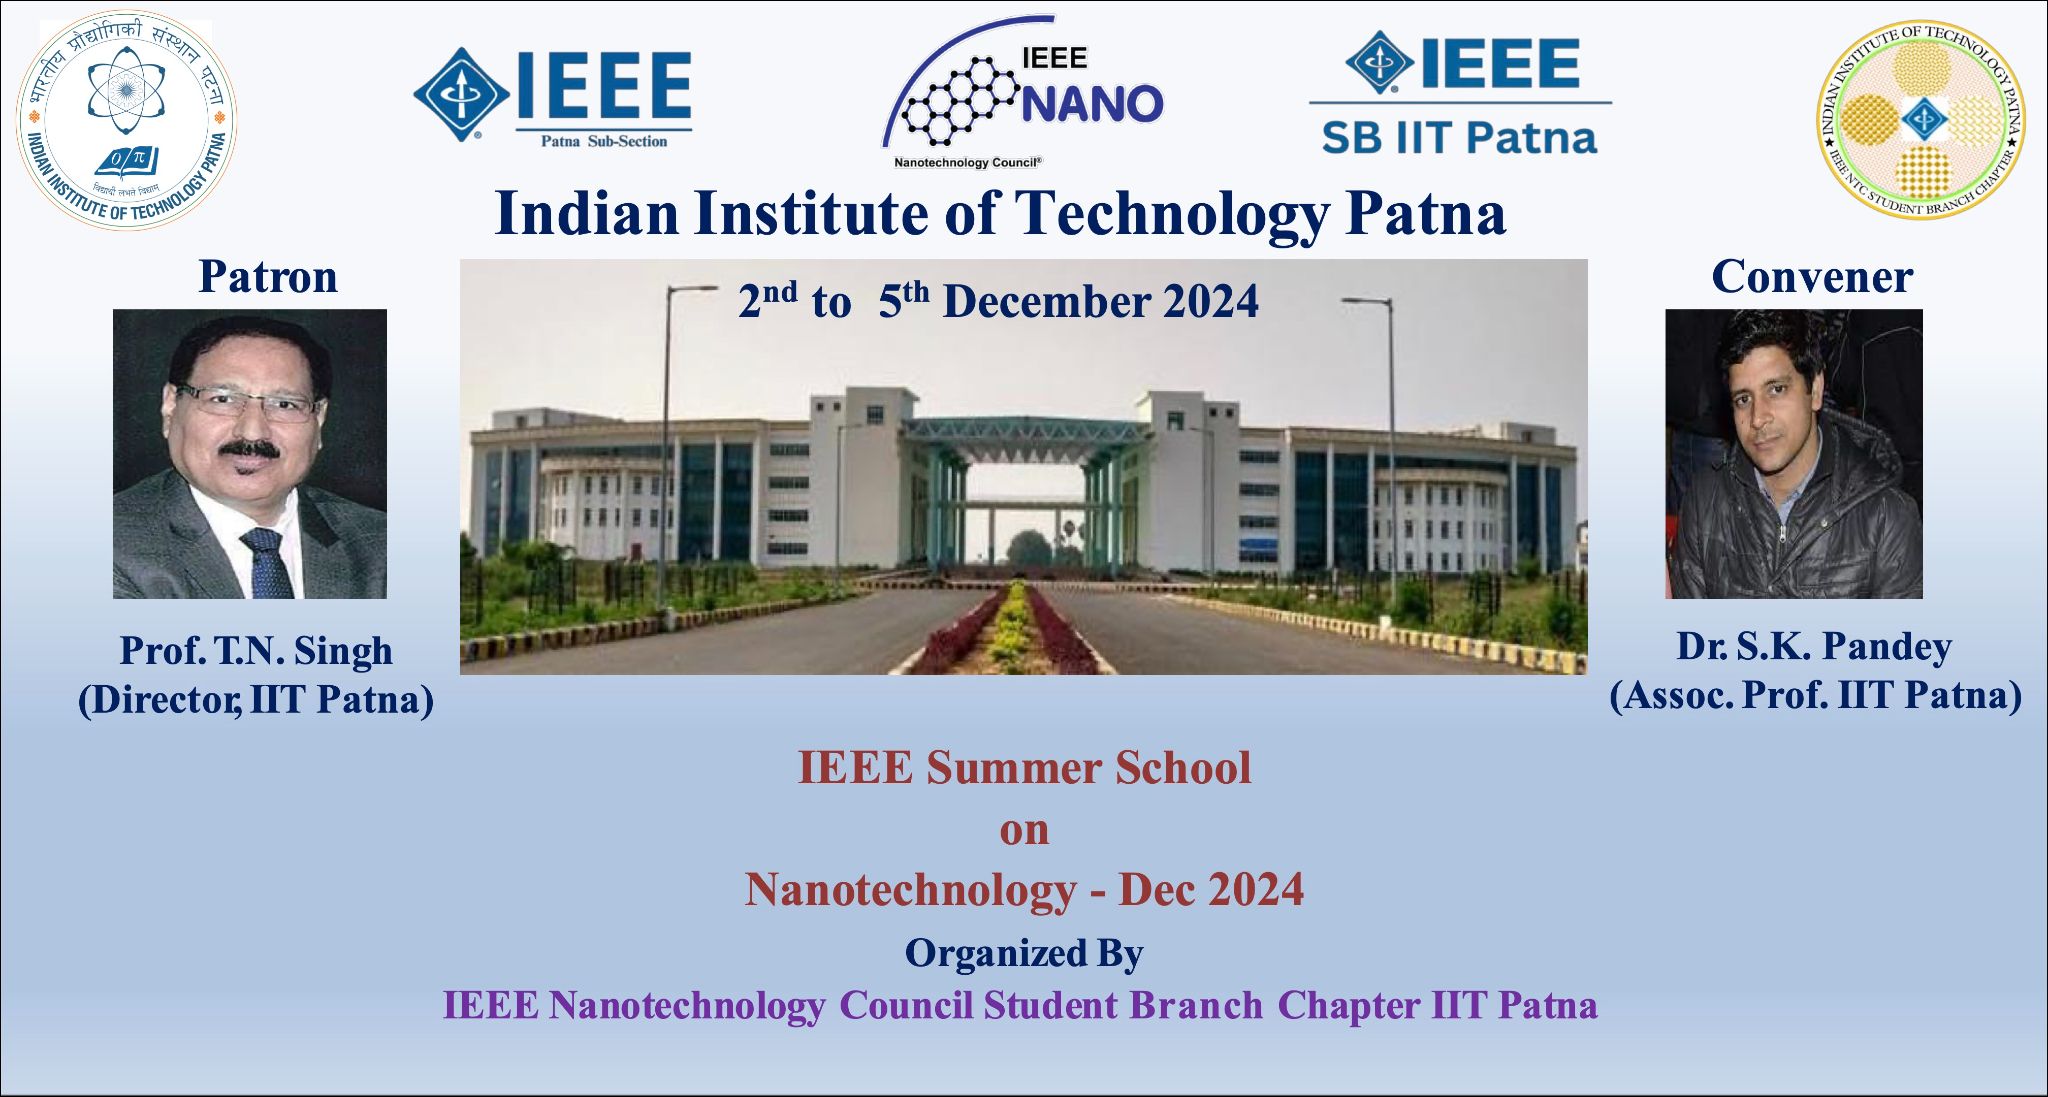 भारतीय प्रौद्योगिकी संस्थान पटना
विद्यार्थी लभते विद्याम्
INDIAN INSTITUTE OF TECHNOLOGY PATNA
IEEE
Patna Sub-Section
IEEE
NANO
Nanotechnology Council®
IEEE
SB IIT Patna
INDIAN INSTITUTE OF TECHNOLOGY PATNA
IEEE NTC STUDENT BRANCH CHAPTER
Indian Institute of Technology Patna
Patron
2nd to 5th December 2024
Convener
Prof. T.N. Singh
(Director, IIT Patna)
Dr. S.K. Pandey
(Assoc. Prof. IIT Patna)
IEEE Summer School
on
Nanotechnology - Dec 2024
Organized By
IEEE Nanotechnology Council Student Branch Chapter IIT Patna